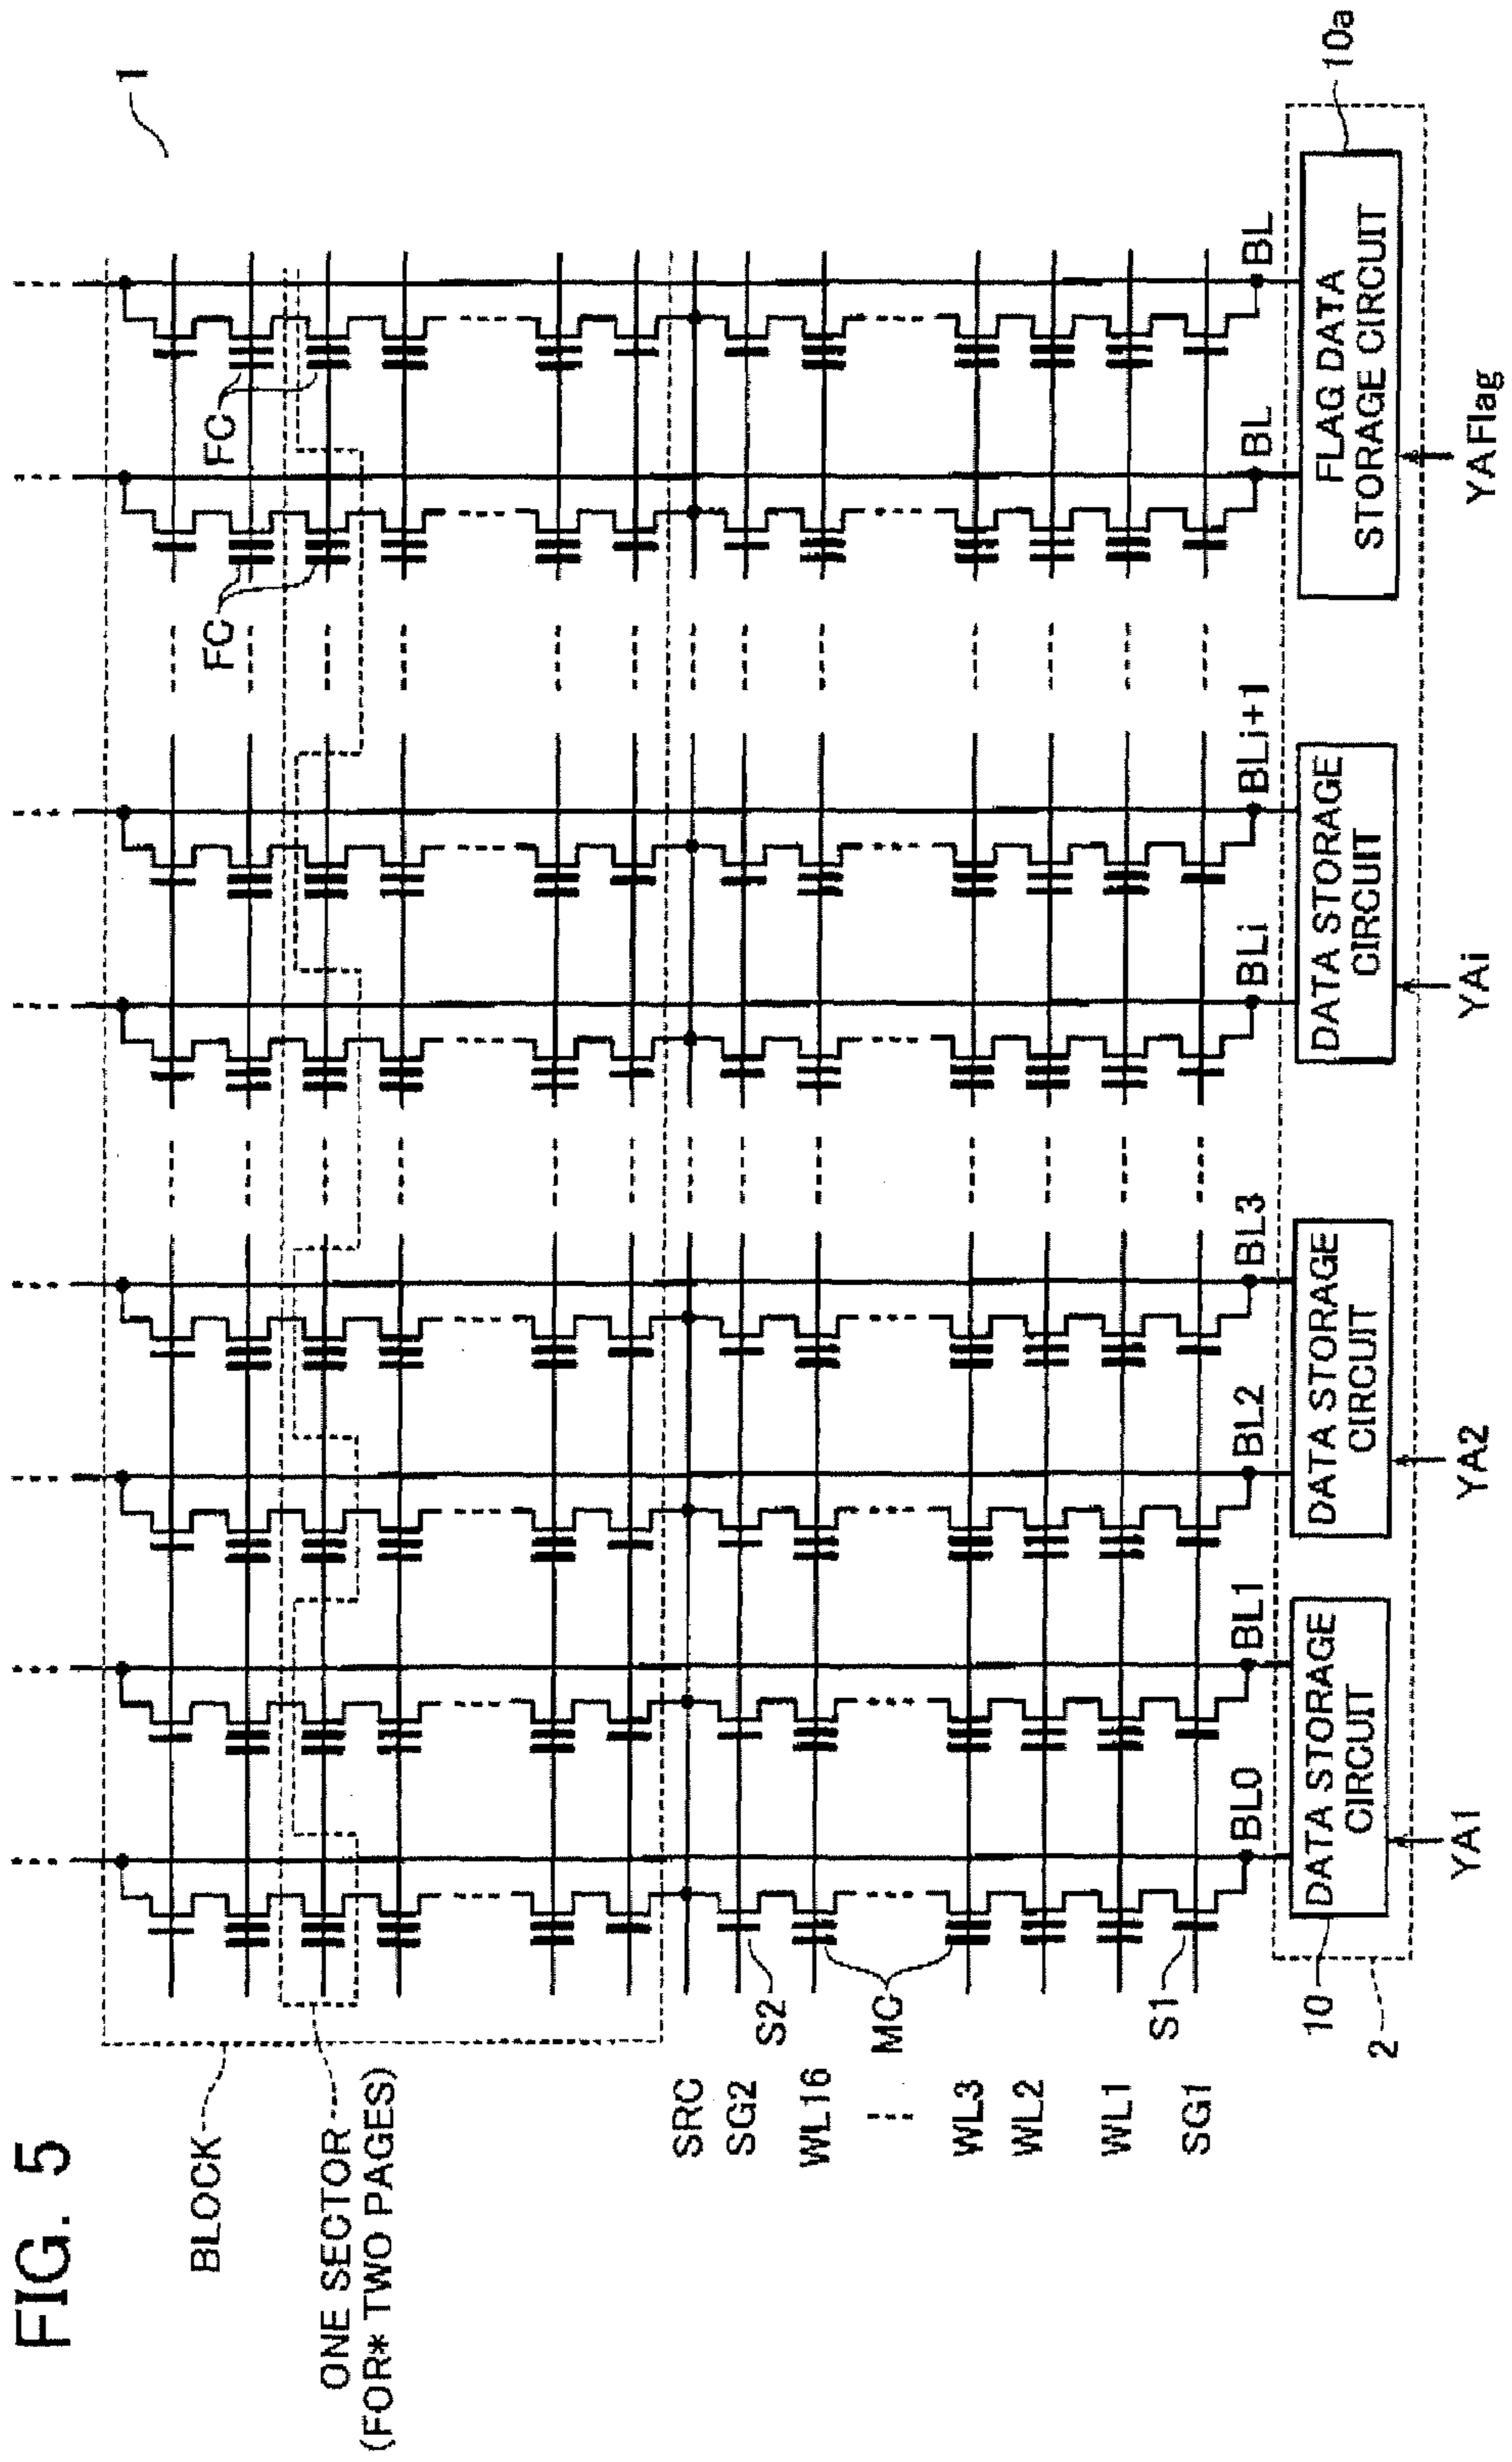 FIG. 5
1
BLOCK
ONE SECTOR
(FOR* TWO PAGES)
FC
FC
SRC
SG2
S2
WL16
MC
WL3
WL2
WL1
SG1
S1
BL0
BL1
BL2
BL3
BLi
BLi+1
BL
BL
10
DATA STORAGE
CIRCUIT
DATA STORAGE
CIRCUIT
DATA STORAGE
CIRCUIT
FLAG DATA
STORAGE CIRCUIT
10a
2
YA1
YA2
YAi
YAFlag